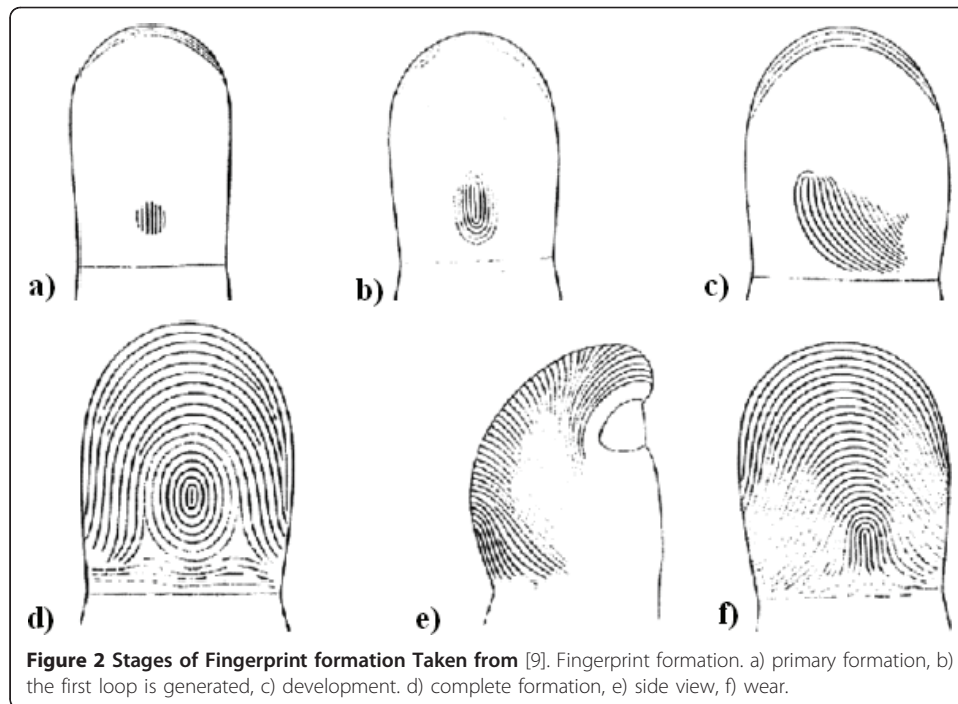 a)
b)
c)
d)
e)
f)
Figure 2 Stages of Fingerprint formation Taken from [9]. Fingerprint formation. a) primary formation, b)
the first loop is generated, c) development. d) complete formation, e) side view, f) wear.